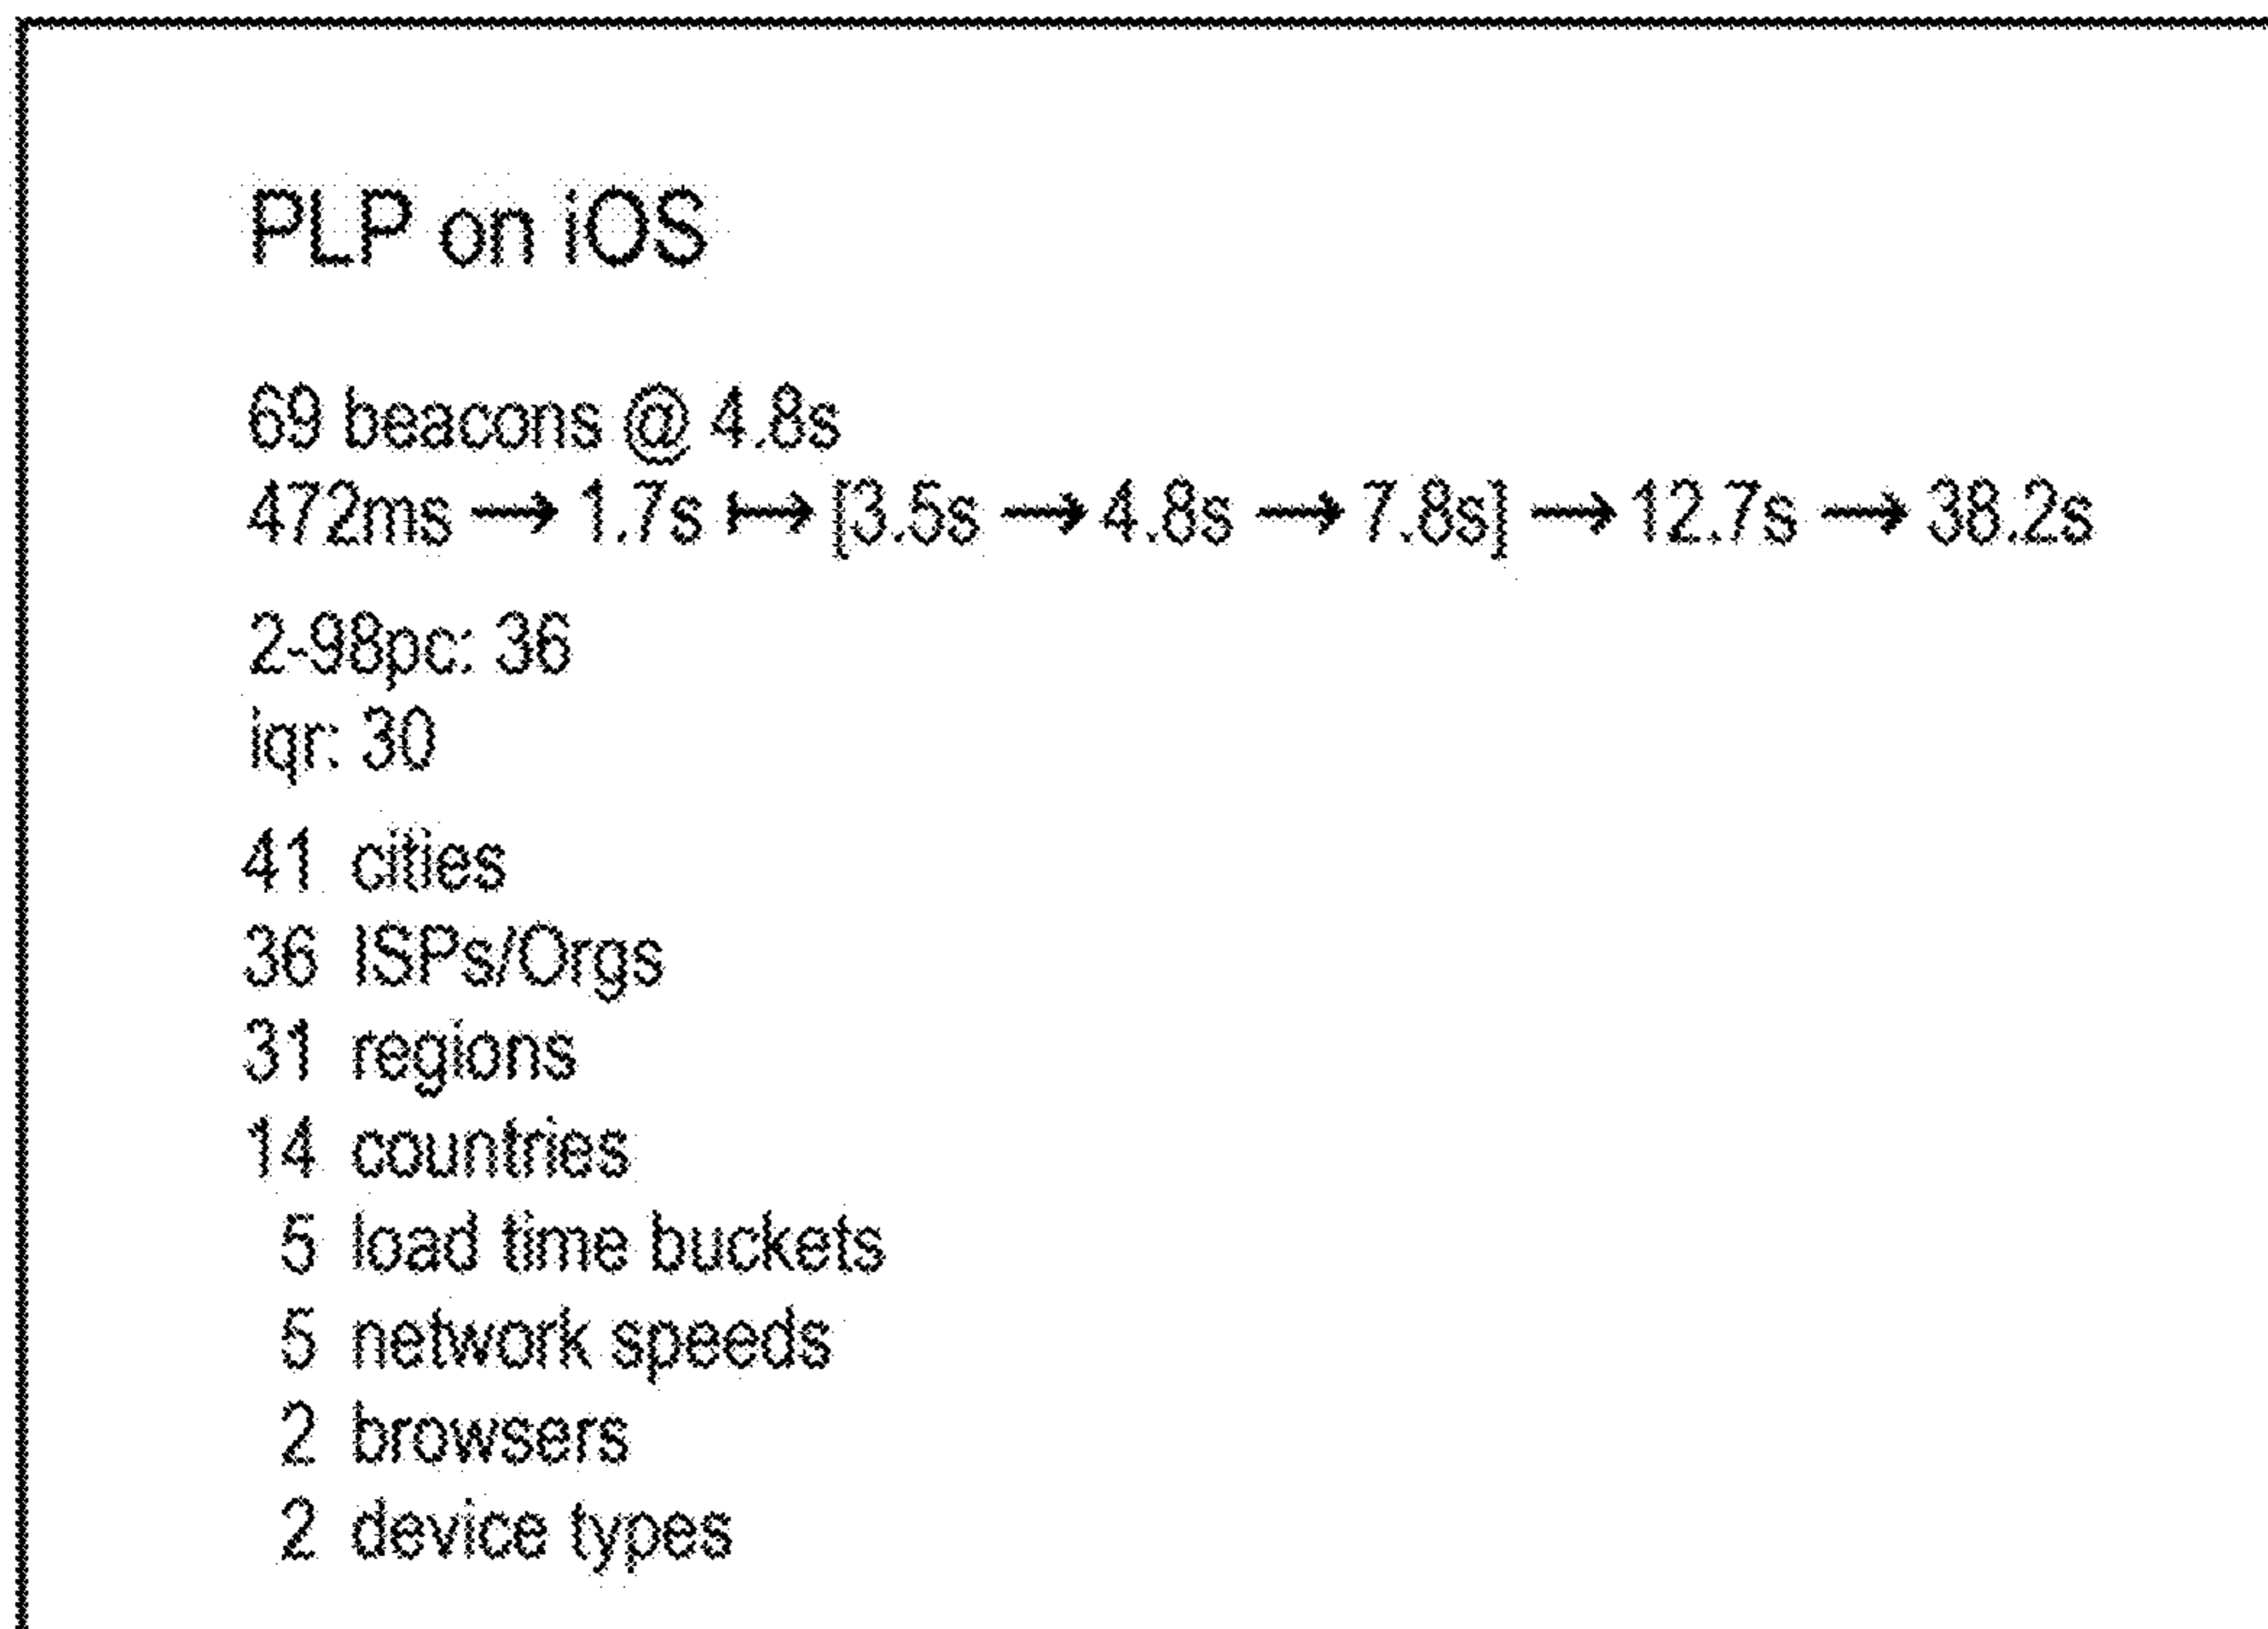 PLP on iOS
69 beacons @ 4.8s
472ms → 1.7s ↦ [3.5s → 4.8s → 7.8s] → 12.7s → 38.2s
2-98pc: 36
iqr: 30
41 cities
36 ISPs/Orgs
31 regions
14 countries
5 load time buckets
5 network speeds
2 browsers
2 device types